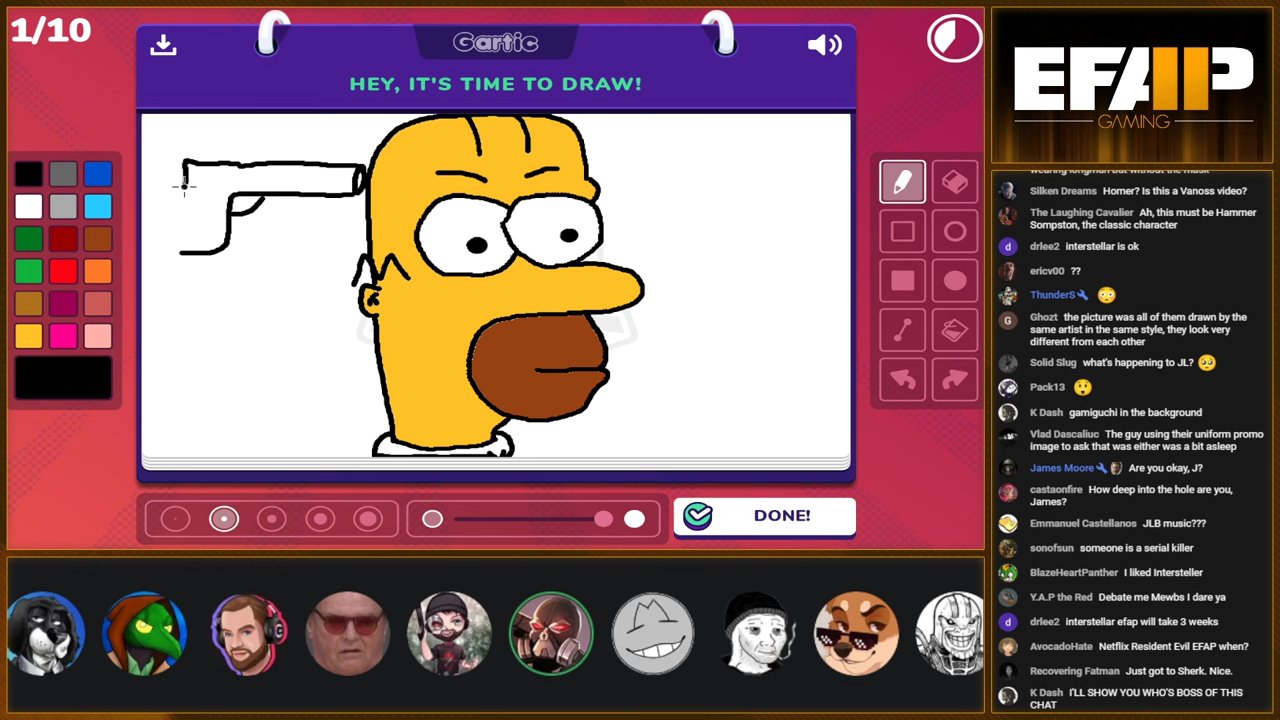 1/10
Gartic
HEY, IT'S TIME TO DRAW!
DONE!
EFAP
GAMING
wearing longman but without the mask
Silken Dreams Homer? Is this a Vanoss video?
The Laughing Cavalier Ah, this must be Hammer
Sompston, the classic character
drlee2 interstellar is ok
ericv00 ??
ThunderS
Ghozt the picture was all of them drawn by the
same artist in the same style, they look very
different from each other
Solid Slug what's happening to JL?
Pack13
K Dash gamiguchi in the background
Vlad Dascaliuc The guy using their uniform promo
image to ask that was either was a bit asleep
James Moore Are you okay, J?
castaonfire How deep into the hole are you,
James?
Emmanuel Castellanos JLB music???
sonofsun someone is a serial killer
BlazeHeartPanther I liked Intersteller
Y.A.P the Red Debate me Mewbs I dare ya
drlee2 interstellar efap will take 3 weeks
AvocadoHate Netflix Resident Evil EFAP when?
Recovering Fatman Just got to Sherk. Nice.
K Dash I'LL SHOW YOU WHO'S BOSS OF THIS
CHAT